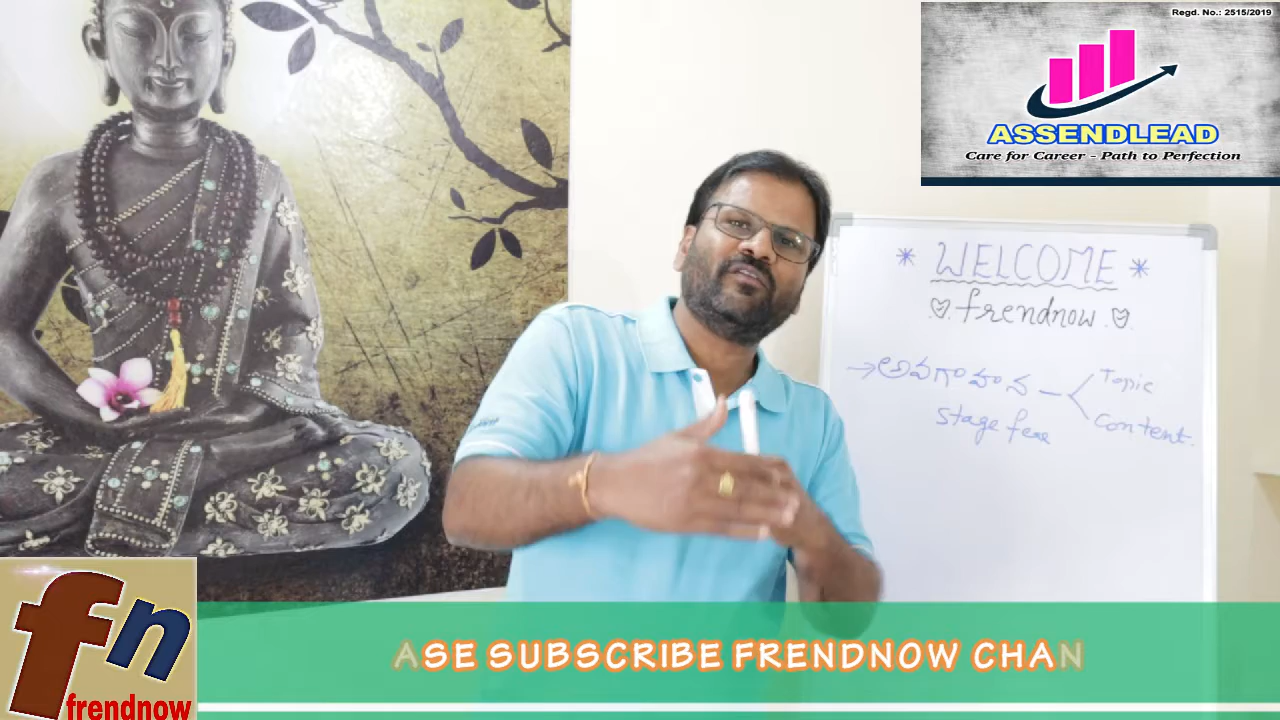 Regd. No.: 2515/2019
ASSENDLEAD
Care for Career - Path to Perfection
* WELCOME *
frendnow
→ అవగాహన — < Topic
Content.
stage fear
fn
frendnow
ASE SUBSCRIBE FRENDNOW CHAN